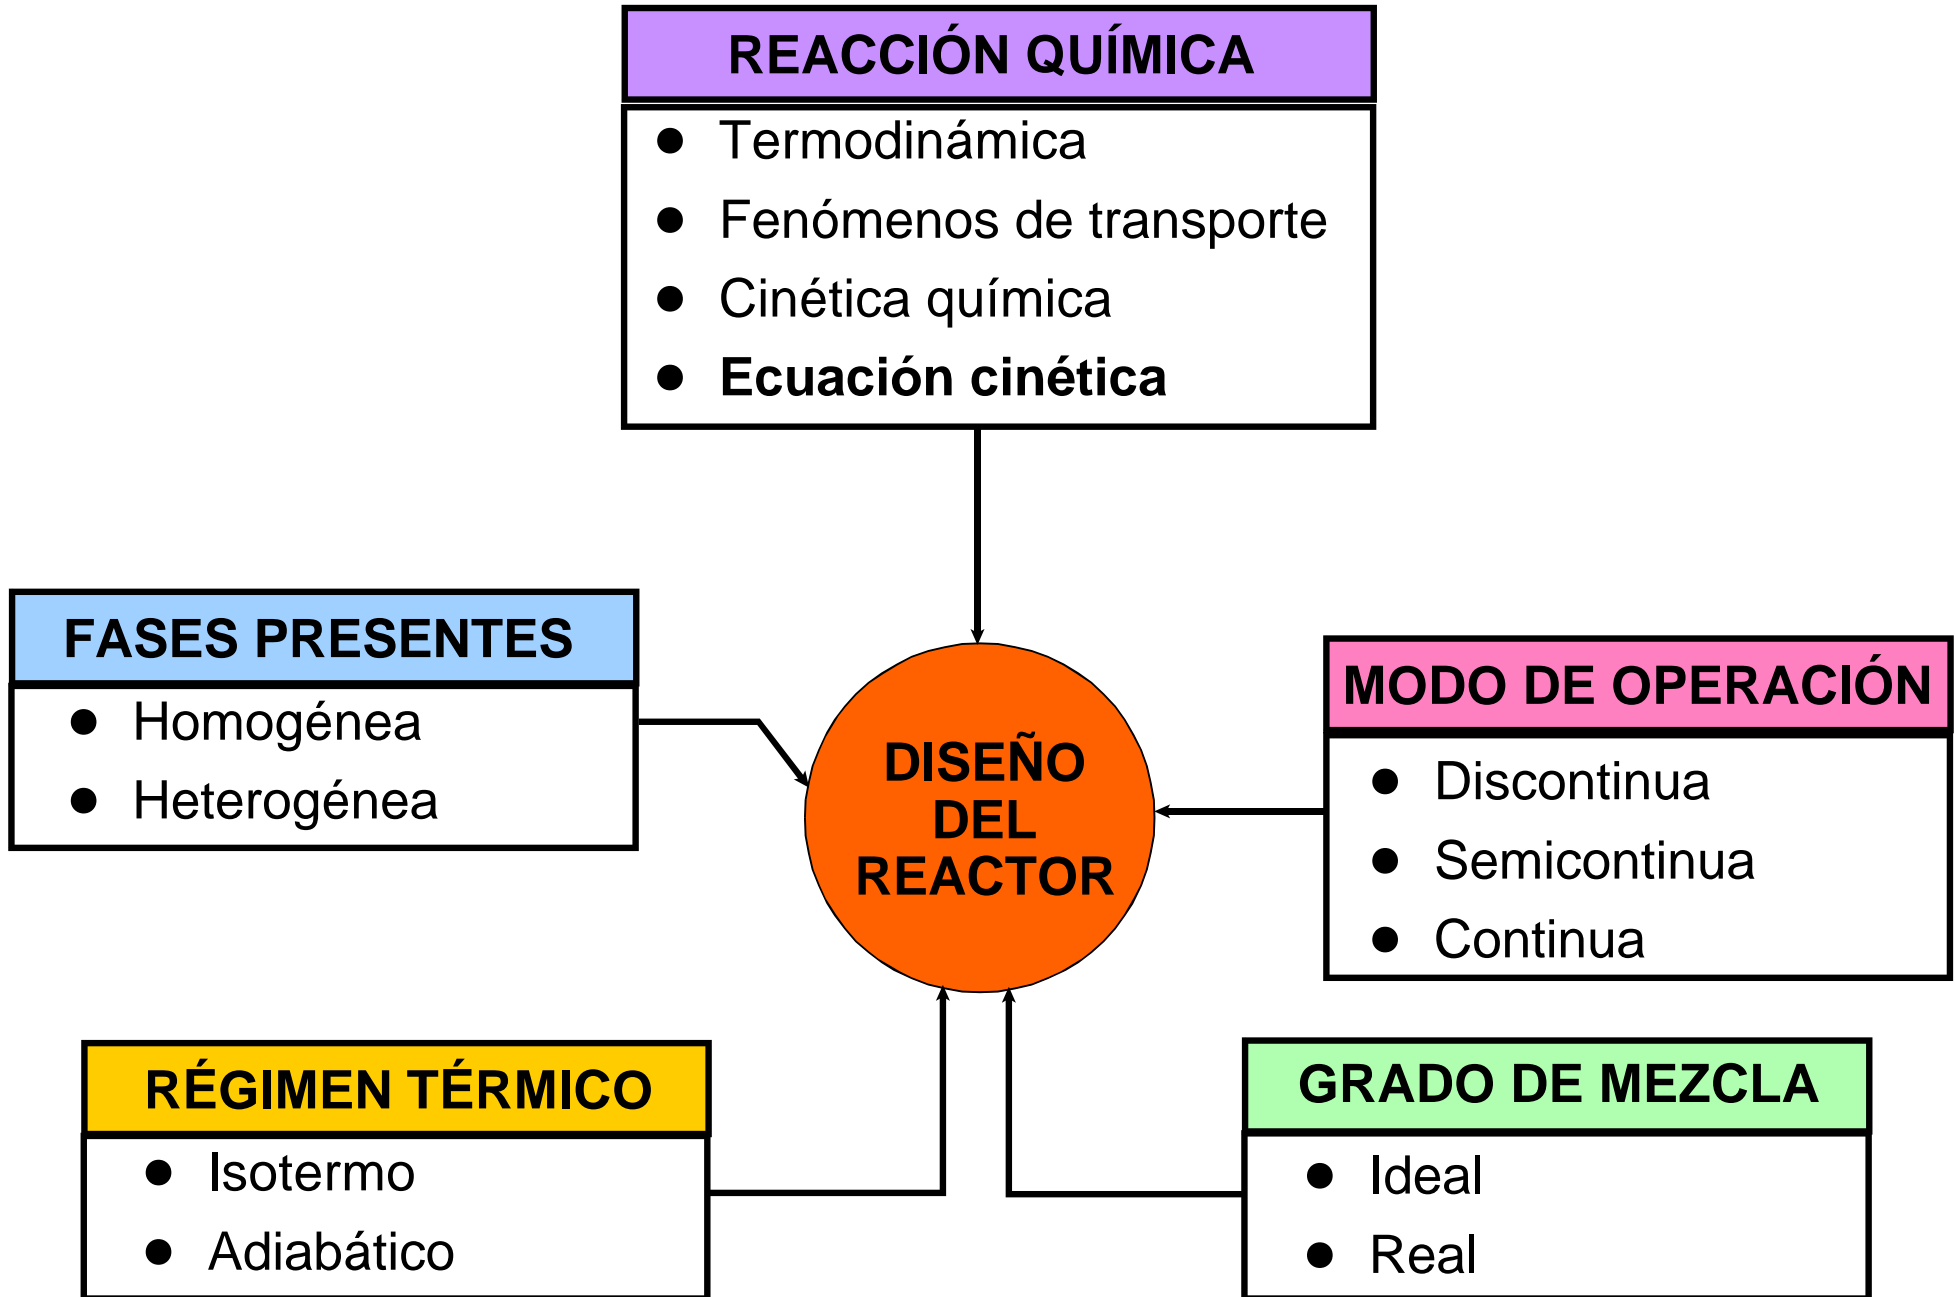 REACCIÓN QUÍMICA
● Termodinámica
● Fenómenos de transporte
● Cinética química
● Ecuación cinética
FASES PRESENTES
● Homogénea
● Heterogénea
DISEÑO
DEL
REACTOR
MODO DE OPERACIÓN
● Discontinua
● Semicontinua
● Continua
RÉGIMEN TÉRMICO
● Isotermo
● Adiabático
GRADO DE MEZCLA
● Ideal
● Real